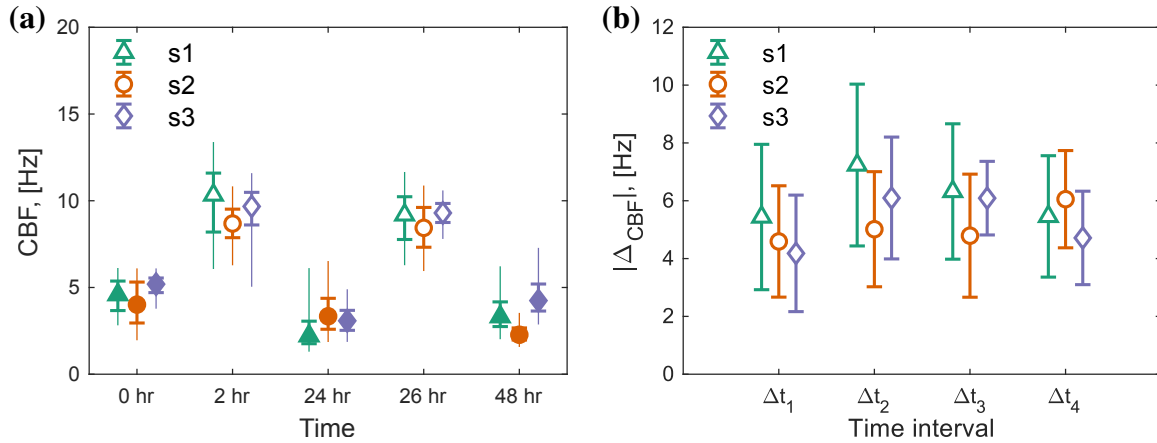 (a)
20
15
10
5
0
CBF, [Hz]
s1
s2
s3
0 hr
2 hr
24 hr
26 hr
48 hr
Time
(b)
12
10
8
6
4
2
0
|Δ_CBF|, [Hz]
s1
s2
s3
Δt₁
Δt₂
Δt₃
Δt₄
Time interval